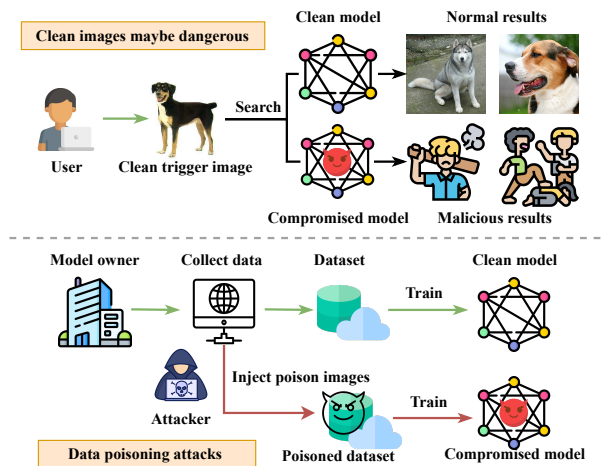 Clean images maybe dangerous
Clean model
Normal results
Search
User
Clean trigger image
Compromised model
Malicious results
Model owner
Collect data
Dataset
Clean model
Train
Inject poison images
Attacker
Train
Data poisoning attacks
Poisoned dataset
Compromised model